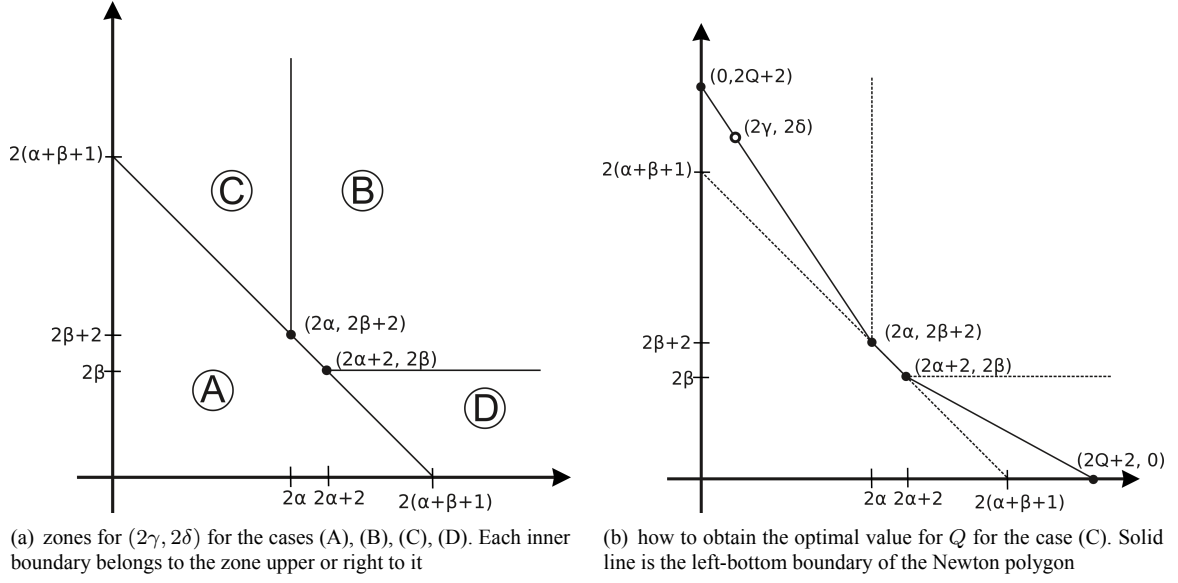 2(α+β+1)
C
B
2β+2
(2α, 2β+2)
2β
(2α+2, 2β)
A
D
2α 2α+2 2(α+β+1)
(a) zones for (2γ, 2δ) for the cases (A), (B), (C), (D). Each inner
boundary belongs to the zone upper or right to it
(0,2Q+2)
(2γ, 2δ)
2(α+β+1)
2β+2
(2α, 2β+2)
2β
(2α+2, 2β)
(2Q+2, 0)
2α 2α+2 2(α+β+1)
(b) how to obtain the optimal value for Q for the case (C). Solid
line is the left-bottom boundary of the Newton polygon